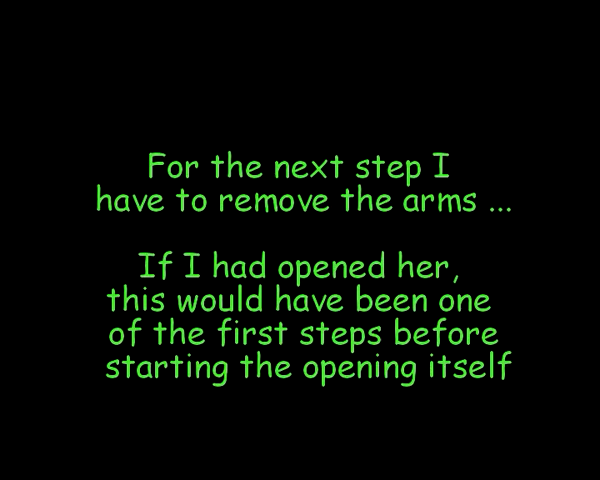 For the next step I
have to remove the arms ...
If I had opened her,
this would have been one
of the first steps before
starting the opening itself